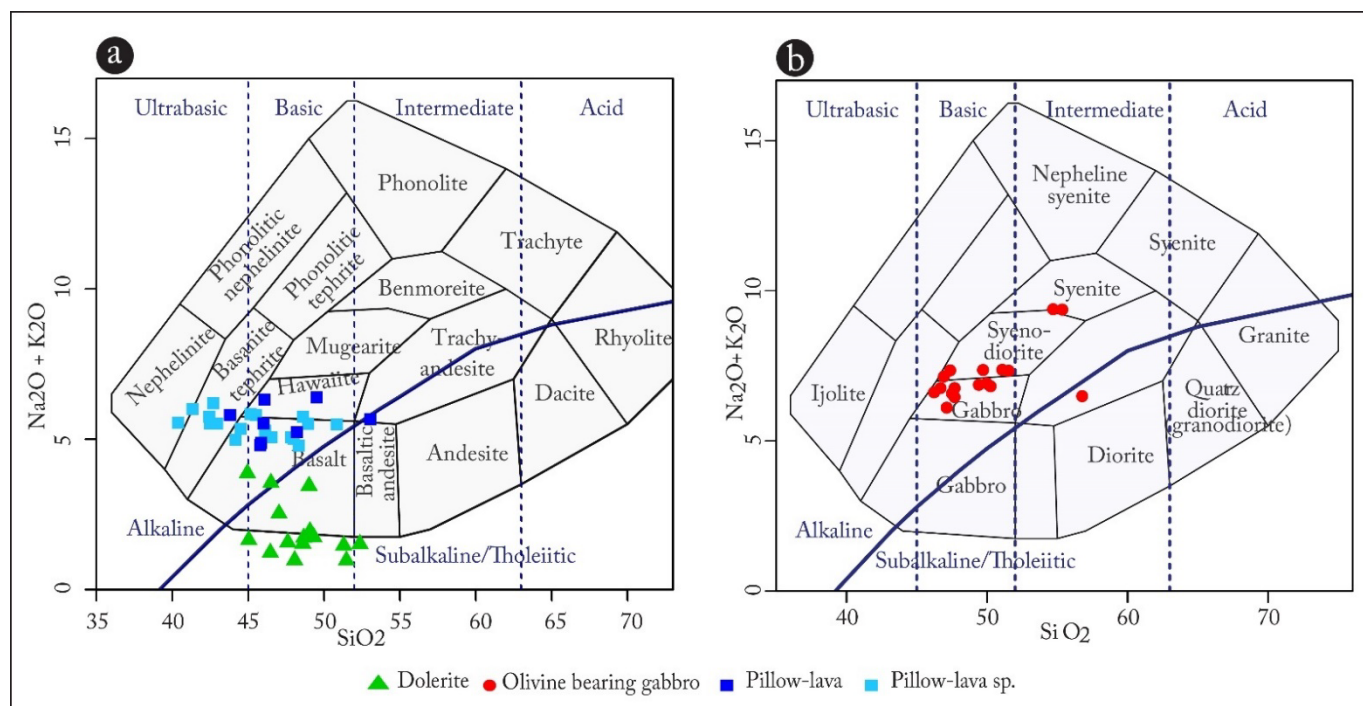 a
Ultrabasic
Basic
Intermediate
Acid
Phonolite
Trachyte
Phonolitic
nephelinite
Phonolitic
tephrite
Benmoreite
Rhyolite
Nephelinite
Basanite
tephrite
Mugearite
Trachy-
andesite
Hawaiite
Dacite
Basalt
Basaltic
andesite
Andesite
Alkaline
Subalkaline/Tholeiitic
Na2O + K2O
0
5
10
15
35
40
45
50
55
60
65
70
SiO2
b
Ultrabasic
Basic
Intermediate
Acid
Nepheline
syenite
Syenite
Syenite
Syeno-
diorite
Granite
Ijolite
Gabbro
Quartz
diorite
(granodiorite)
Diorite
Gabbro
Alkaline
Subalkaline/Tholeiitic
Na2O+ K2O
0
5
10
15
40
50
60
70
Si O2
Dolerite
Olivine bearing gabbro
Pillow-lava
Pillow-lava sp.